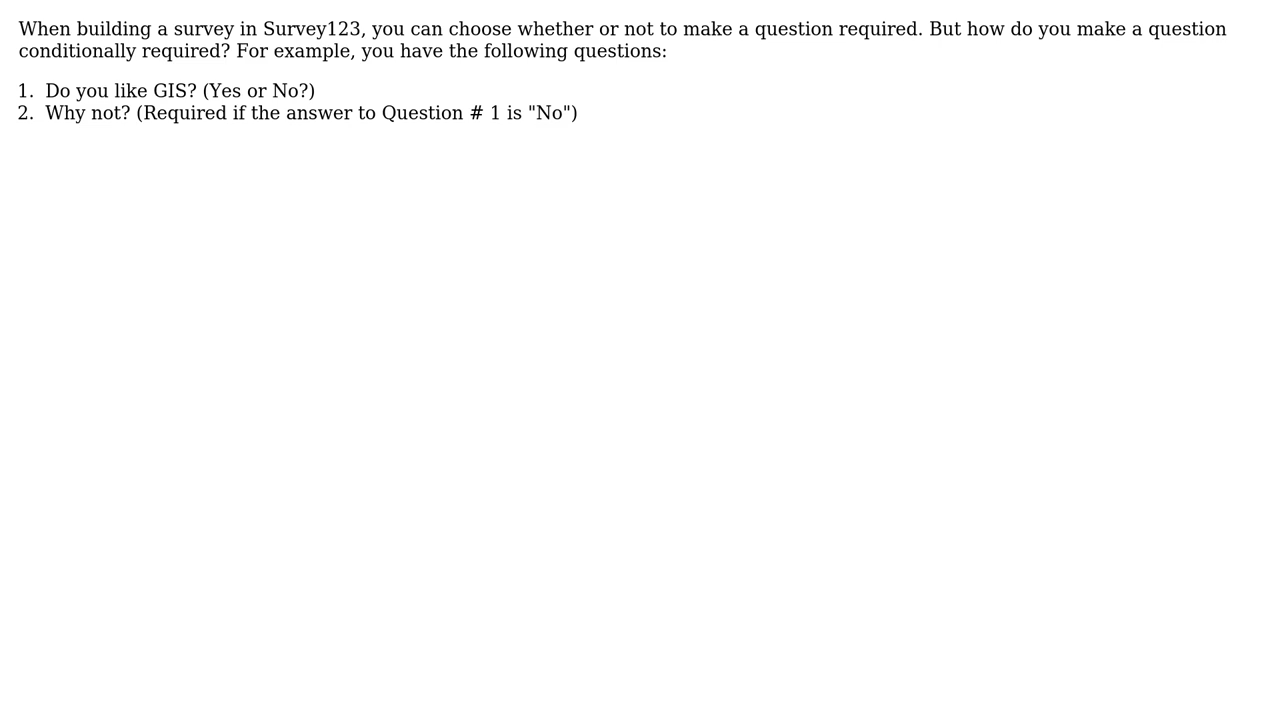 When building a survey in Survey123, you can choose whether or not to make a question required. But how do you make a question
conditionally required? For example, you have the following questions:
1. Do you like GIS? (Yes or No?)
2. Why not? (Required if the answer to Question # 1 is "No")